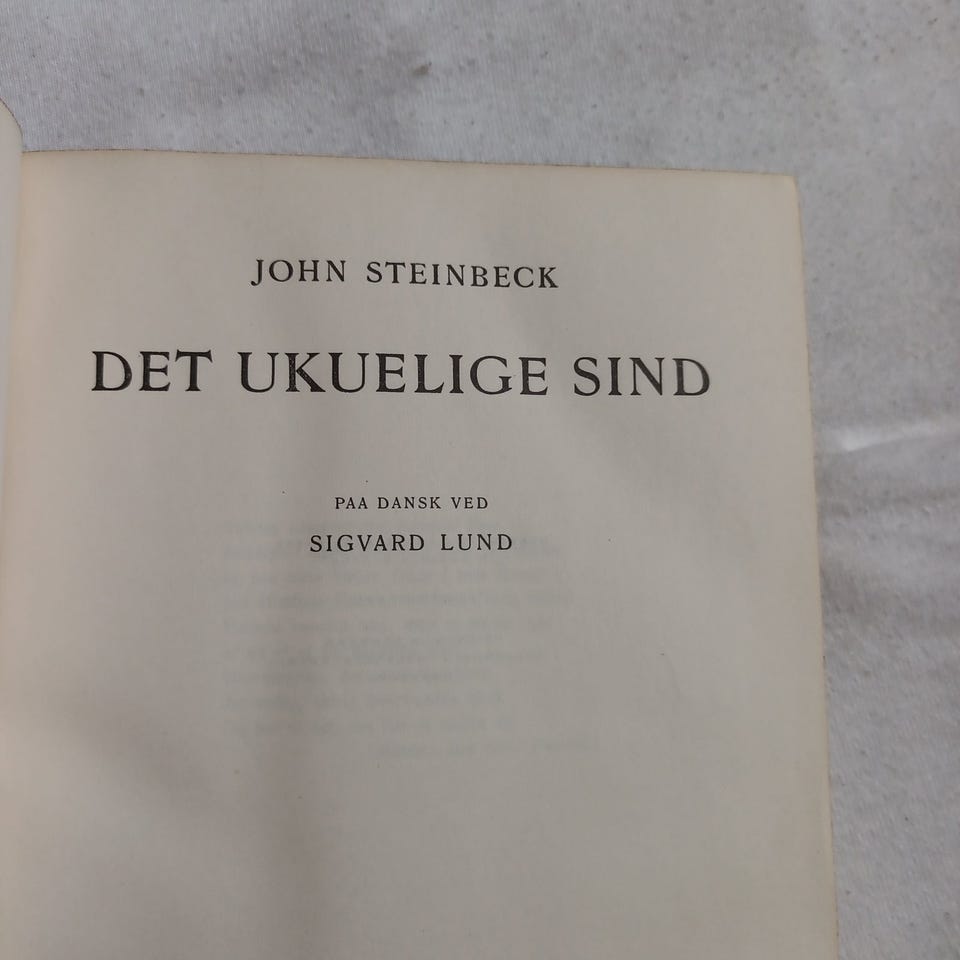 JOHN STEINBECK
DET UKUELIGE SIND
PAA DANSK VED
SIGVARD LUND